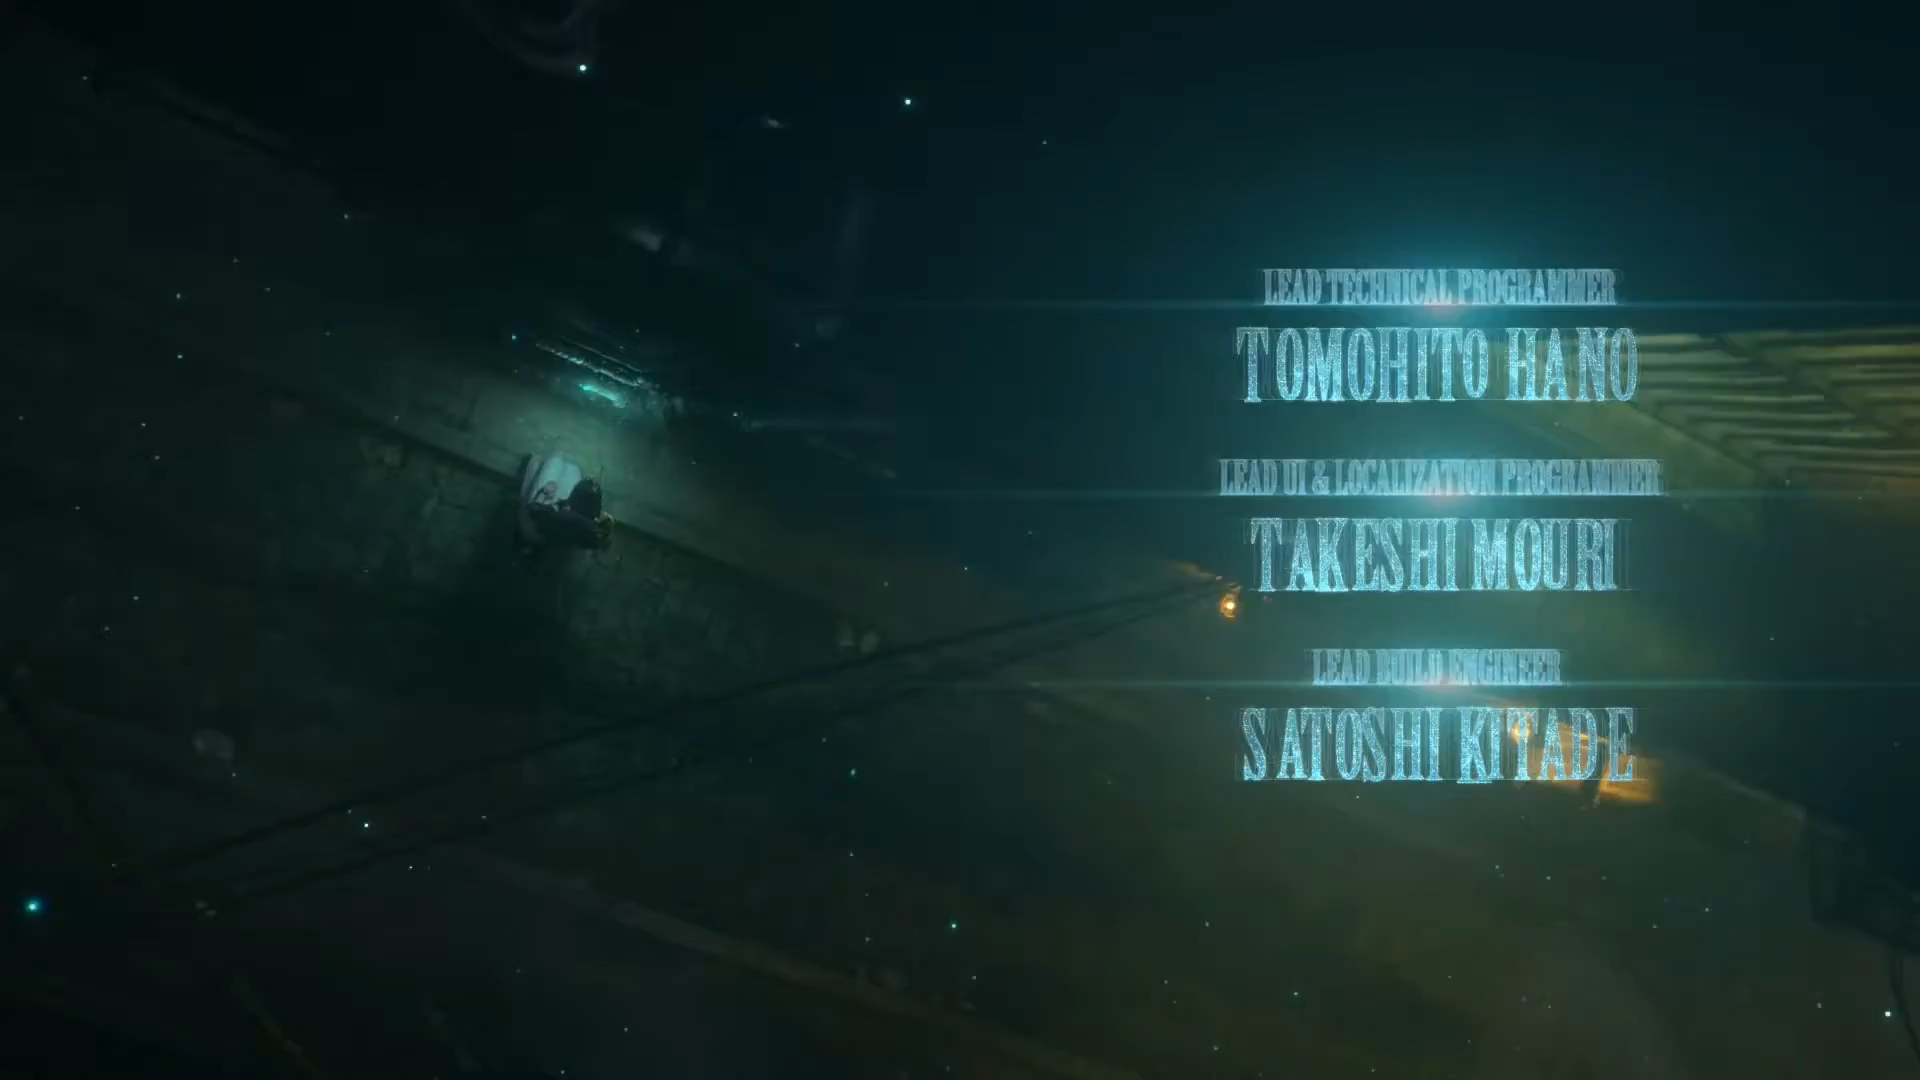 LEAD TECHNICAL PROGRAMMER
TOMOHITO HANO
LEAD UI & LOCALIZATION PROGRAMMER
TAKESHI MOURI
LEAD BUILD ENGINEER
SATOSHI KITADE